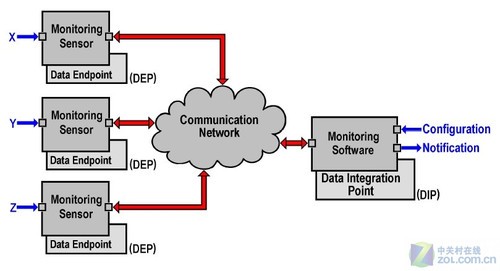 X
Monitoring
Sensor
Data Endpoint
(DEP)
Y
Monitoring
Sensor
Data Endpoint
(DEP)
Z
Monitoring
Sensor
Data Endpoint
(DEP)
Communication
Network
Monitoring
Software
Data Integration
Point
(DIP)
Configuration
Notification
中关村在线
ZOL.com.cn